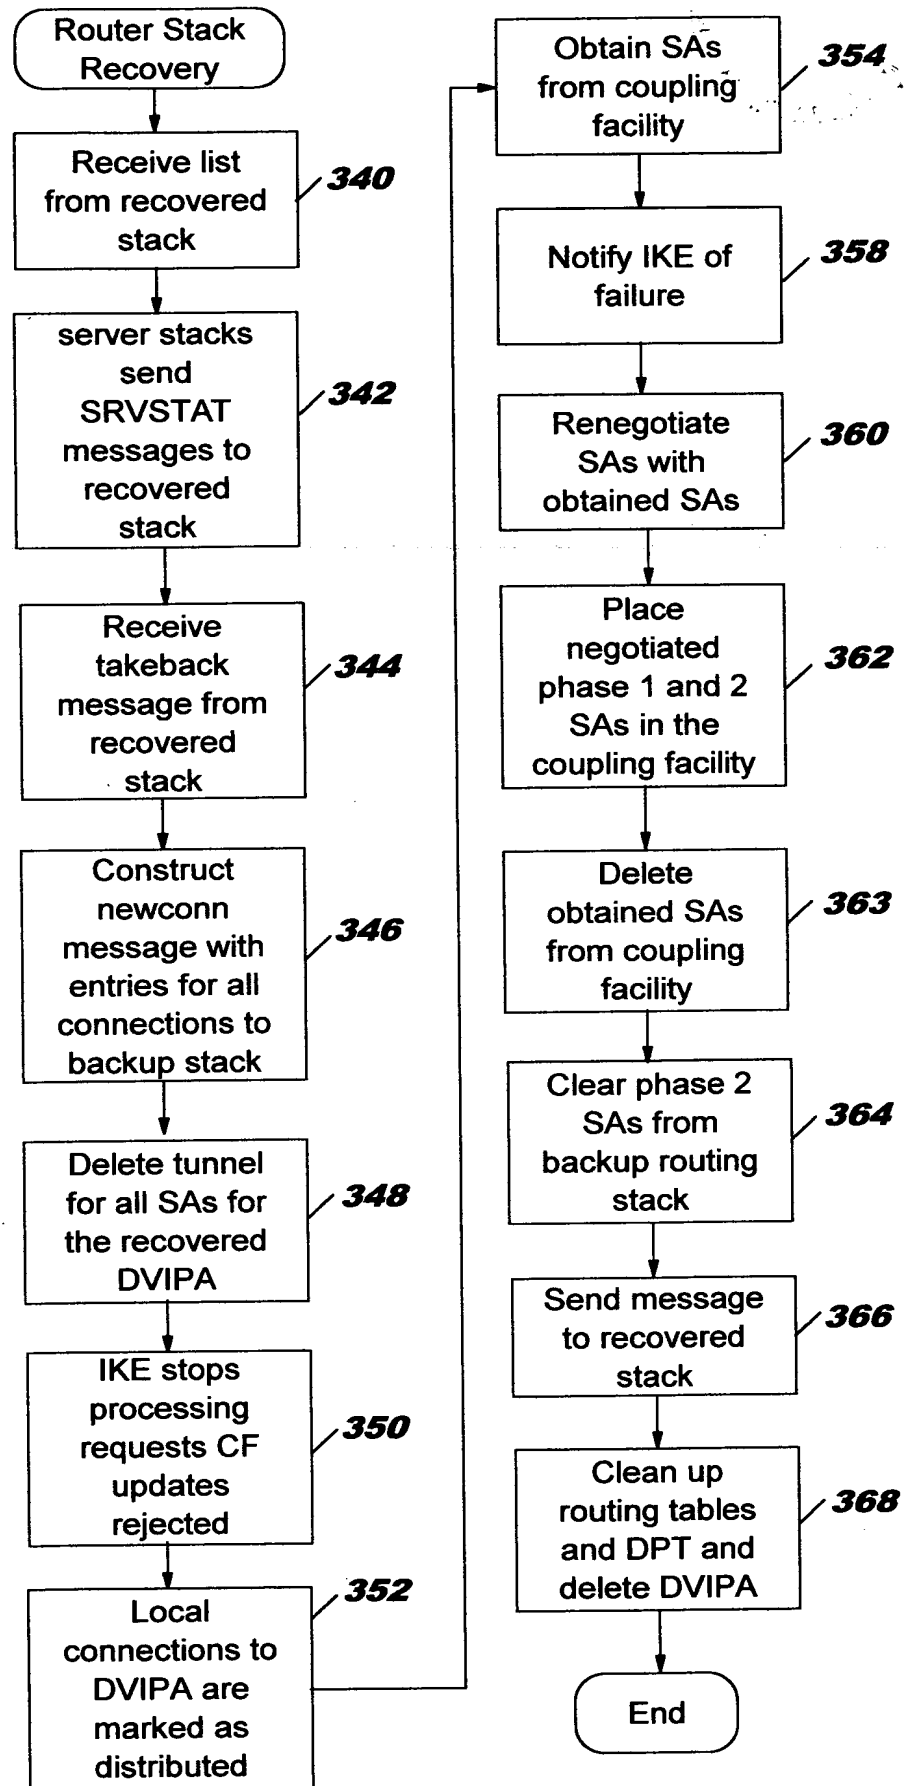 Router Stack
Recovery
Receive list
from recovered
stack
340
server stacks
send
SRVSTAT
messages to
recovered
stack
342
Receive
takeback
message from
recovered
stack
344
Construct
newconn
message with
entries for all
connections to
backup stack
346
Delete tunnel
for all SAs for
the recovered
DVIPA
348
IKE stops
processing
requests CF
updates
rejected
350
Local
connections to
DVIPA are
marked as
distributed
352
Obtain SAs
from coupling
facility
354
Notify IKE of
failure
358
Renegotiate
SAs with
obtained SAs
360
Place
negotiated
phase 1 and 2
SAs in the
coupling facility
362
Delete
obtained SAs
from coupling
facility
363
Clear phase 2
SAs from
backup routing
stack
364
Send message
to recovered
stack
366
Clean up
routing tables
and DPT and
delete DVIPA
368
End